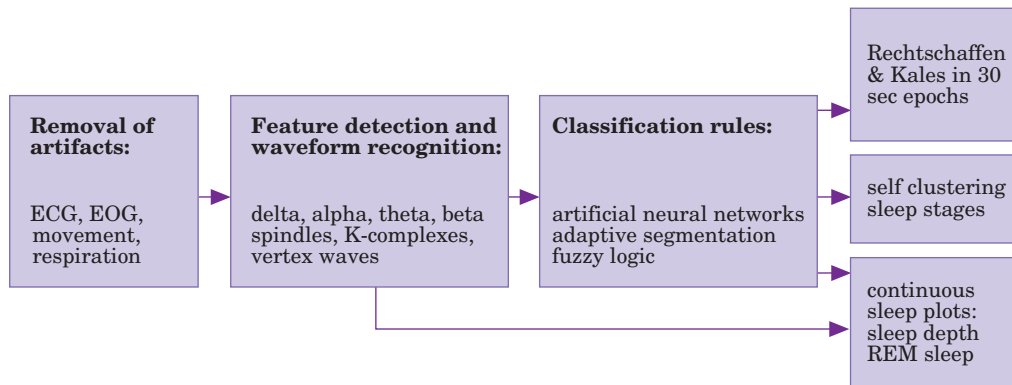 Removal of
artifacts:
ECG, EOG,
movement,
respiration
Feature detection and
waveform recognition:
delta, alpha, theta, beta
spindles, K-complexes,
vertex waves
Classification rules:
artificial neural networks
adaptive segmentation
fuzzy logic
Rechtschaffen
& Kales in 30
sec epochs
self clustering
sleep stages
continuous
sleep plots:
sleep depth
REM sleep